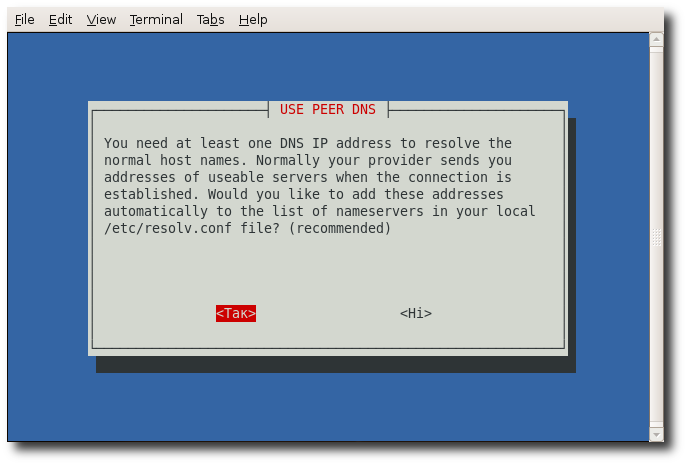 File Edit View Terminal Tabs Help
USE PEER DNS
You need at least one DNS IP address to resolve the
normal host names. Normally your provider sends you
addresses of useable servers when the connection is
established. Would you like to add these addresses
automatically to the list of nameservers in your local
/etc/resolv.conf file? (recommended)
<Так> <Ні>